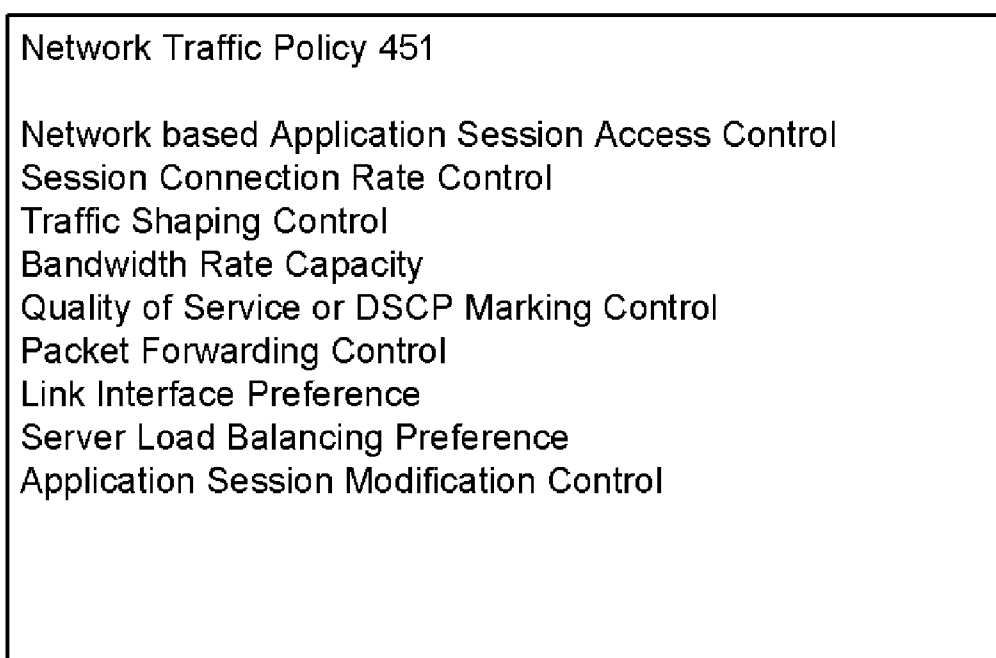 Network Traffic Policy 451
Network based Application Session Access Control
Session Connection Rate Control
Traffic Shaping Control
Bandwidth Rate Capacity
Quality of Service or DSCP Marking Control
Packet Forwarding Control
Link Interface Preference
Server Load Balancing Preference
Application Session Modification Control